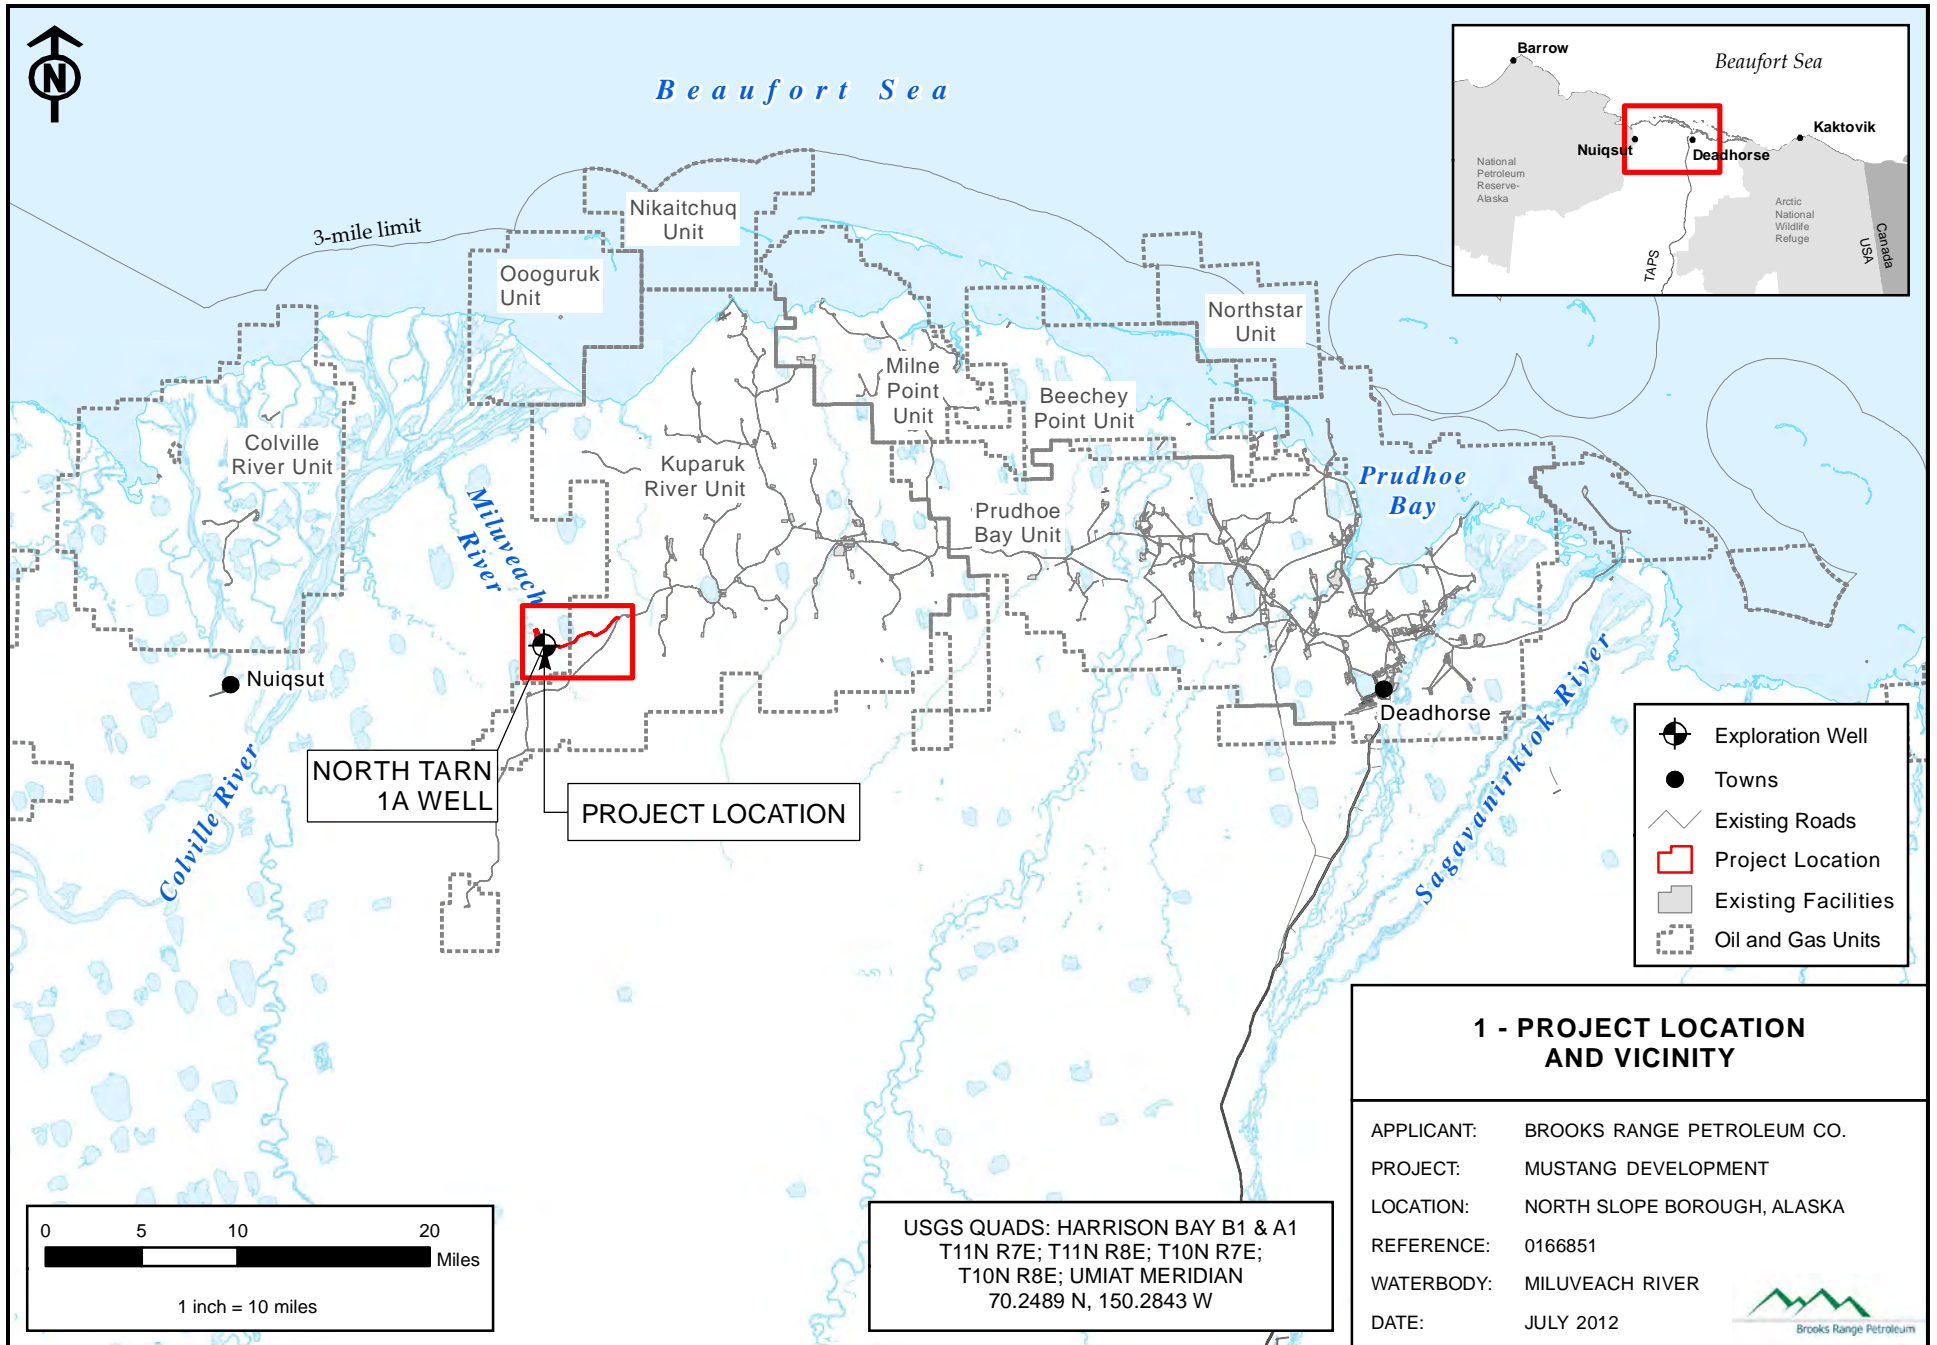 N
Beaufort Sea
Barrow
Beaufort Sea
Kaktovik
Nuiqsut
Deadhorse
National
Petroleum
Reserve-
Alaska
Arctic
National
Wildlife
Refuge
TAPS
USA
Canada
3-mile limit
Nikaitchuq
Unit
Oooguruk
Unit
Northstar
Unit
Milne
Point
Unit
Beechey
Point Unit
Colville
River Unit
Kuparuk
River Unit
Prudhoe
Bay Unit
Prudhoe
Bay
Miluveach
River
Nuiqsut
Deadhorse
Colville River
Sagavanirktok River
NORTH TARN
1A WELL
PROJECT LOCATION
Exploration Well
Towns
Existing Roads
Project Location
Existing Facilities
Oil and Gas Units
0 5 10 20
Miles
1 inch = 10 miles
USGS QUADS: HARRISON BAY B1 & A1
T11N R7E; T11N R8E; T10N R7E;
T10N R8E; UMIAT MERIDIAN
70.2489 N, 150.2843 W
1 - PROJECT LOCATION
AND VICINITY
APPLICANT: BROOKS RANGE PETROLEUM CO.
PROJECT: MUSTANG DEVELOPMENT
LOCATION: NORTH SLOPE BOROUGH, ALASKA
REFERENCE: 0166851
WATERBODY: MILUVEACH RIVER
DATE: JULY 2012
Brooks Range Petroleum